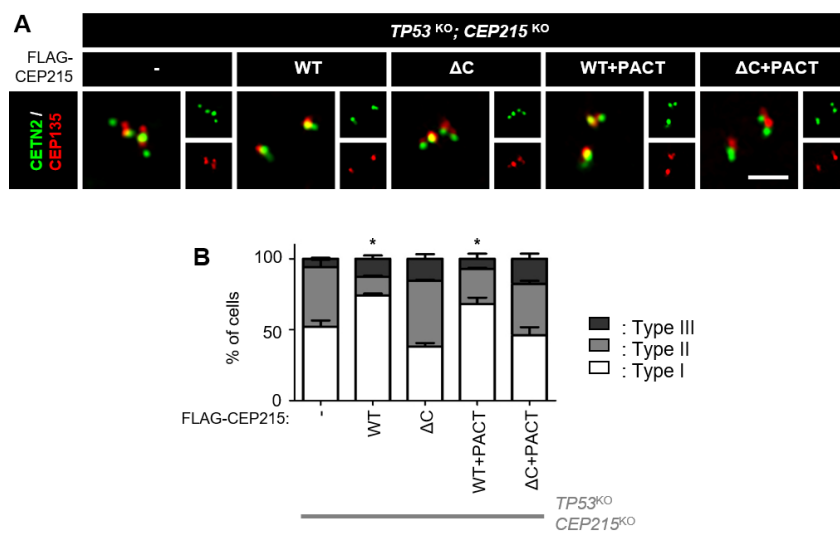 A
TP53 KO; CEP215 KO
FLAG-
CEP215
-
WT
ΔC
WT+PACT
ΔC+PACT
CETN2 /
CEP135
B
% of cells
100
50
0
*
*
: Type III
: Type II
: Type I
FLAG-CEP215:
-
WT
ΔC
WT+PACT
ΔC+PACT
TP53KO
CEP215KO